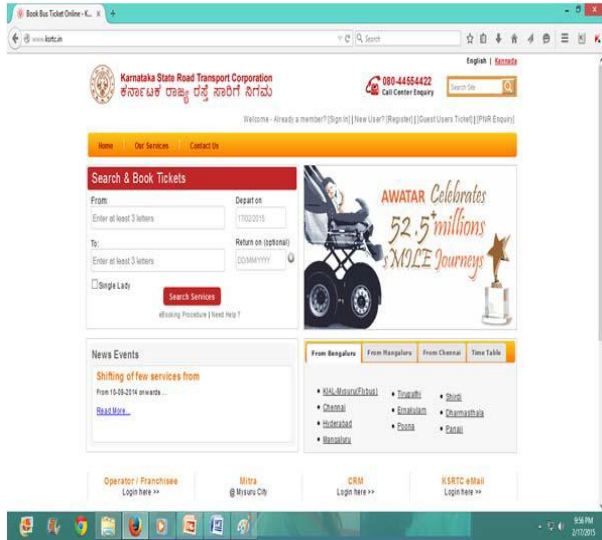 Book Bus Ticket Online - K...
www.ksrtc.in
Search
English | Kannada
Karnataka State Road Transport Corporation
ಕರ್ನಾಟಕ ರಾಜ್ಯ ರಸ್ತೆ ಸಾರಿಗೆ ನಿಗಮ
080-44554422
Call Center Enquiry
Search Site
Welcome - Already a member? [Sign In] | New User? [Register] | [Guest Users Ticket] | [PNR Enquiry]
Home Our Services Contact Us
Search & Book Tickets
From:
Depart on:
Enter at least 3 letters
17/02/2015
To:
Return on (optional)
Enter at least 3 letters
DD/MM/YYYY
Single Lady
Search Services
eBooking Procedure | Need Help ?
AWATAR Celebrates
52.5+ millions
sMILE Journeys
News Events
Shifting of few services from
From 10-09-2014 onwards ...
Read More...
From Bengaluru From Mangaluru From Chennai Time Table
KIAL-Mysuru(Flybus)
Chennai
Hyderabad
Mangaluru
Tirupathi
Ernakulam
Poona
Shirdi
Dharmasthala
Panaji
Operator / Franchisee
Login here >>
Mitra
@ Mysuru City
CRM
Login here >>
KSRTC eMail
Login here >>
9:56 PM
2/17/2015